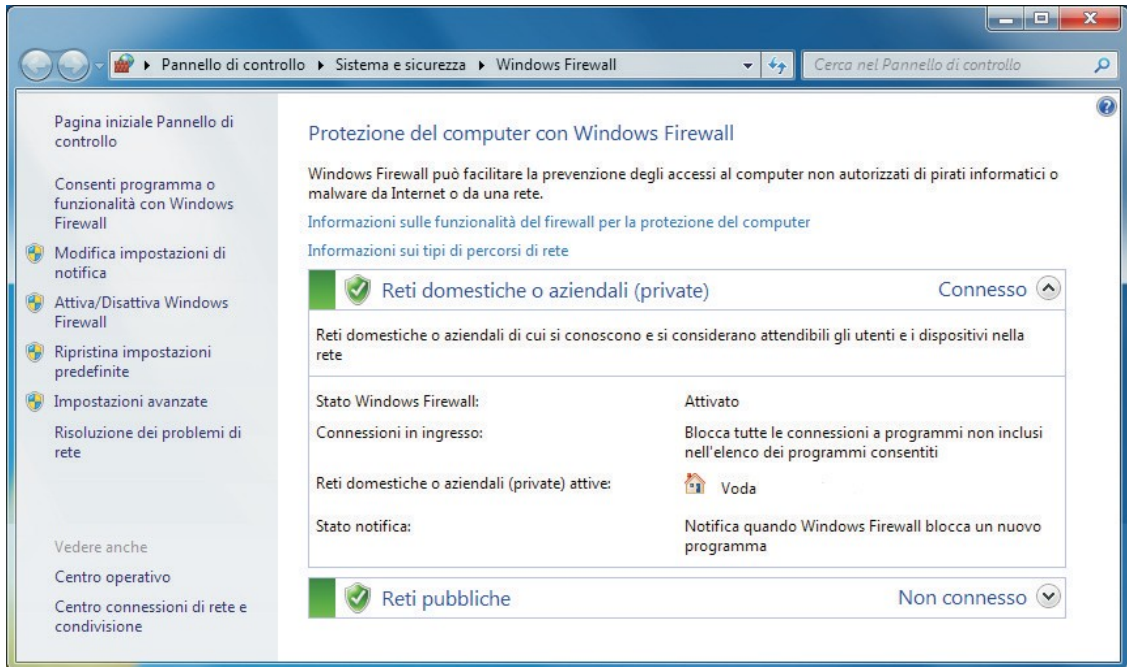 Pannello di controllo ▸ Sistema e sicurezza ▸ Windows Firewall
Cerca nel Pannello di controllo
Pagina iniziale Pannello di
controllo
Consenti programma o
funzionalità con Windows
Firewall
Modifica impostazioni di
notifica
Attiva/Disattiva Windows
Firewall
Ripristina impostazioni
predefinite
Impostazioni avanzate
Risoluzione dei problemi di
rete
Vedere anche
Centro operativo
Centro connessioni di rete e
condivisione
Protezione del computer con Windows Firewall
Windows Firewall può facilitare la prevenzione degli accessi al computer non autorizzati di pirati informatici o
malware da Internet o da una rete.
Informazioni sulle funzionalità del firewall per la protezione del computer
Informazioni sui tipi di percorsi di rete
Reti domestiche o aziendali (private) Connesso
Reti domestiche o aziendali di cui si conoscono e si considerano attendibili gli utenti e i dispositivi nella
rete
Stato Windows Firewall: Attivato
Connessioni in ingresso: Blocca tutte le connessioni a programmi non inclusi
nell'elenco dei programmi consentiti
Reti domestiche o aziendali (private) attive: Voda
Stato notifica: Notifica quando Windows Firewall blocca un nuovo
programma
Reti pubbliche Non connesso